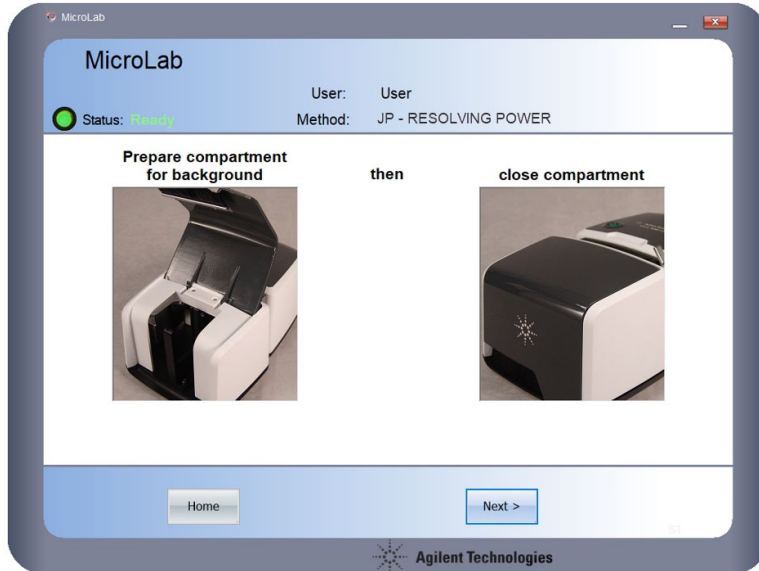 MicroLab
MicroLab
User: User
Status: Ready
Method: JP - RESOLVING POWER
Prepare compartment
for background
then
close compartment
Home
Next >
51
Agilent Technologies